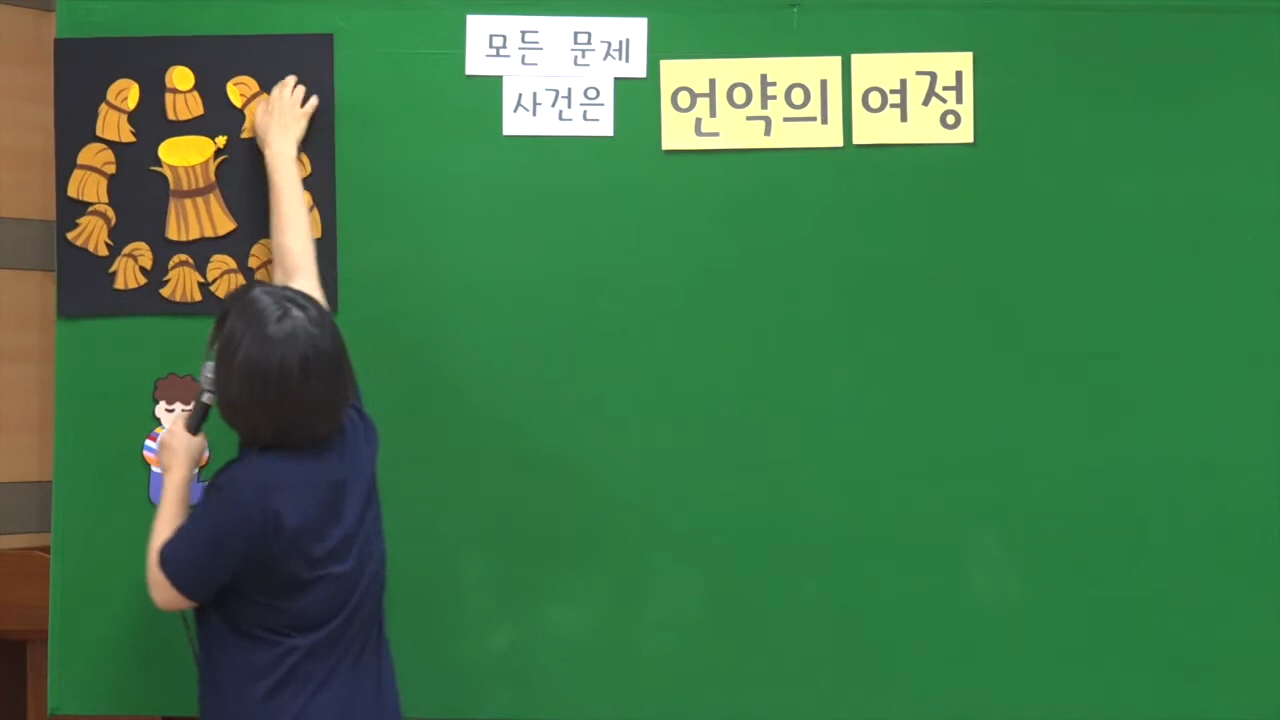 모든 문제
사건은
언약의 여정